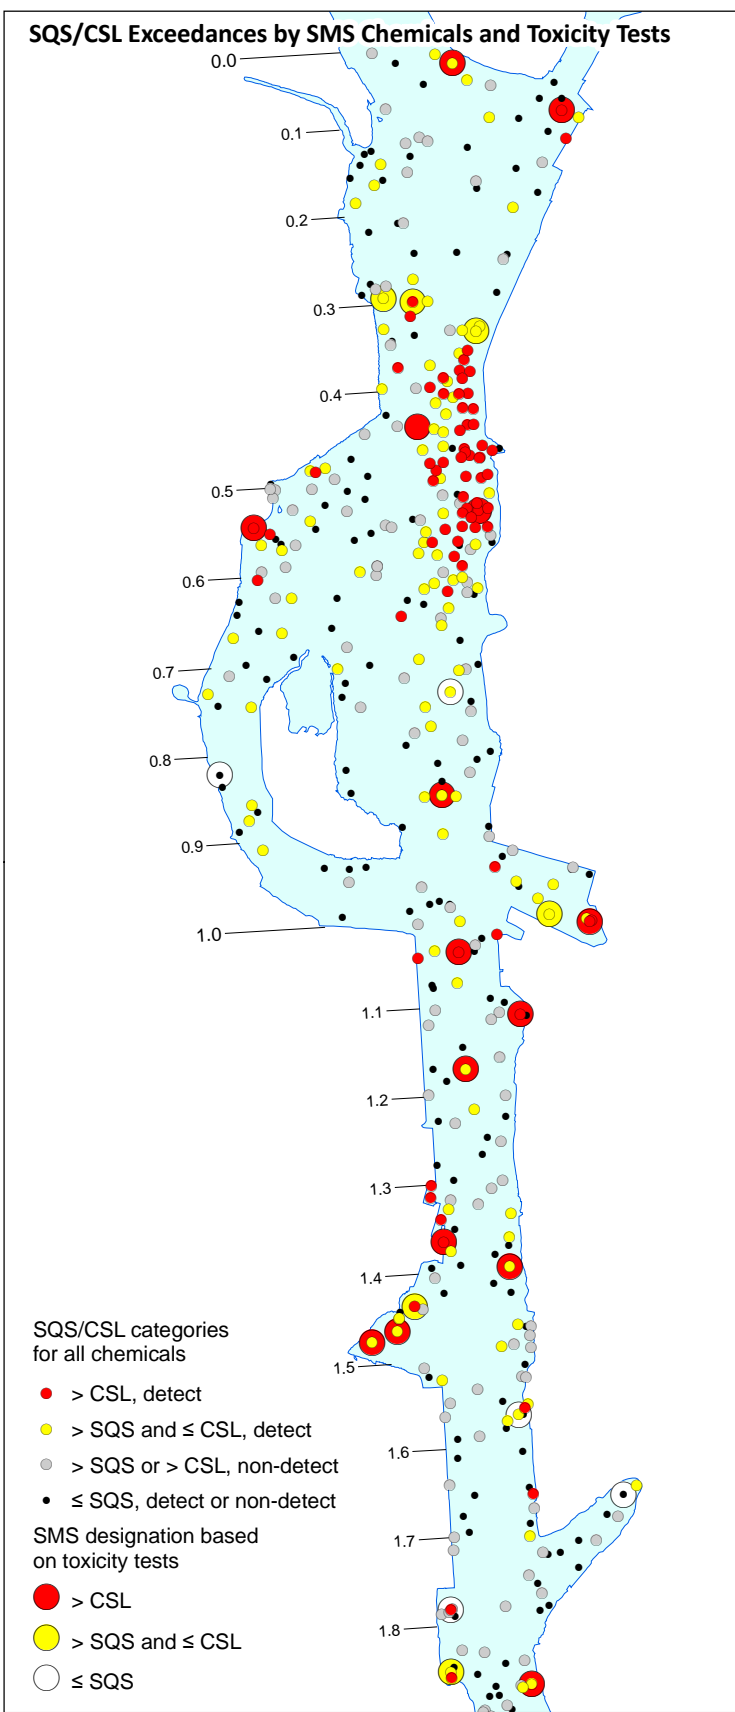 SQS/CSL Exceedances by SMS Chemicals and Toxicity Tests
0.0
0.1
0.2
0.3
0.4
0.5
0.6
0.7
0.8
0.9
1.0
1.1
1.2
1.3
1.4
1.5
1.6
1.7
1.8
SQS/CSL categories
for all chemicals
> CSL, detect
> SQS and ≤ CSL, detect
> SQS or > CSL, non-detect
≤ SQS, detect or non-detect
SMS designation based
on toxicity tests
> CSL
> SQS and ≤ CSL
≤ SQS